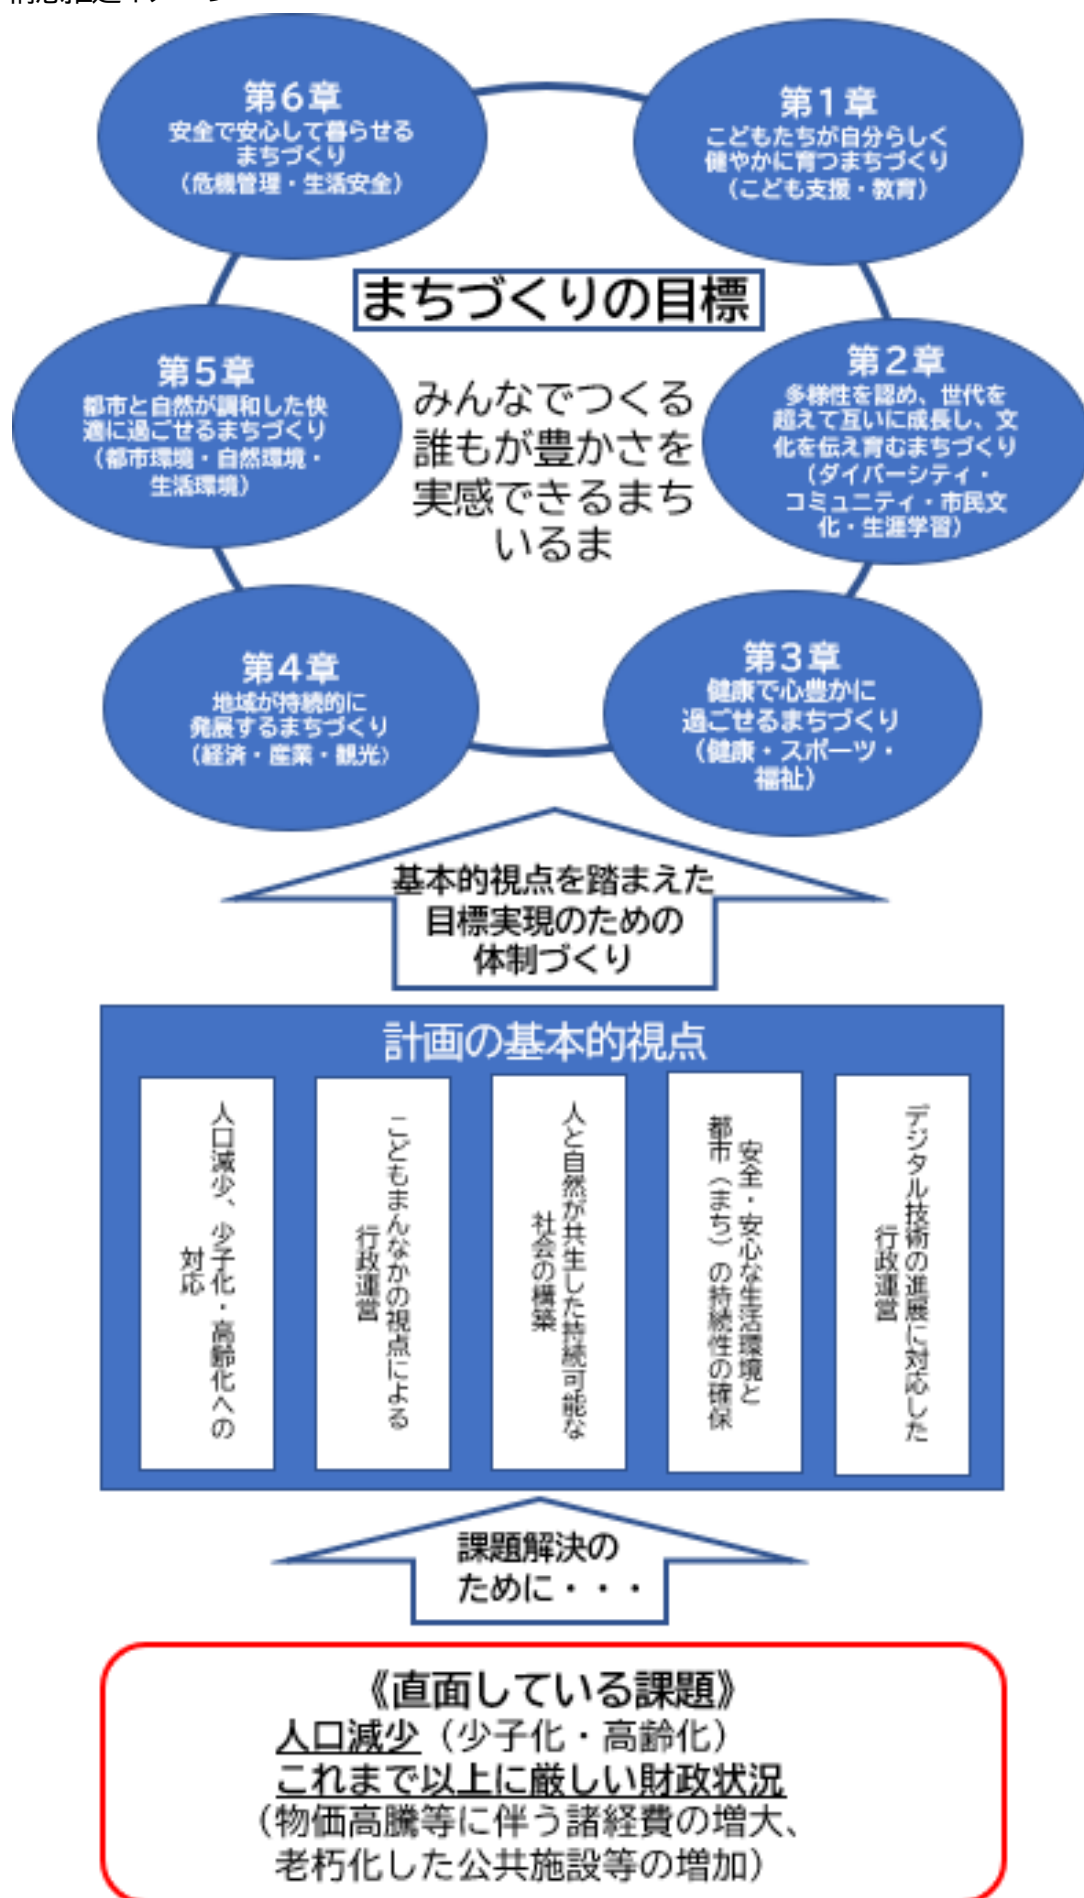 まちづくりの目標
みんなでつくる
誰もが豊かさを
実感できるまち
いるま
第1章
こどもたちが自分らしく
健やかに育つまちづくり
（こども支援・教育）
第2章
多様性を認め、世代を
超えて互いに成長し、文
化を伝え育むまちづくり
（ダイバーシティ・
コミュニティ・市民文
化・生涯学習）
第3章
健康で心豊かに
過ごせるまちづくり
（健康・スポーツ・
福祉）
第4章
地域が持続的に
発展するまちづくり
（経済・産業・観光）
第5章
都市と自然が調和した快
適に過ごせるまちづくり
（都市環境・自然環境・
生活環境）
第6章
安全で安心して暮らせる
まちづくり
（危機管理・生活安全）
基本的視点を踏まえた
目標実現のための
体制づくり
計画の基本的視点
人口減少、少子化・高齢化への
対応
こどもまんなかの視点による
行政運営
人と自然が共生した持続可能な
社会の構築
安全・安心な生活環境と
都市（まち）の持続性の確保
デジタル技術の進展に対応した
行政運営
課題解決の
ために・・・
《直面している課題》
人口減少（少子化・高齢化）
これまで以上に厳しい財政状況
（物価高騰等に伴う諸経費の増大、
老朽化した公共施設等の増加）